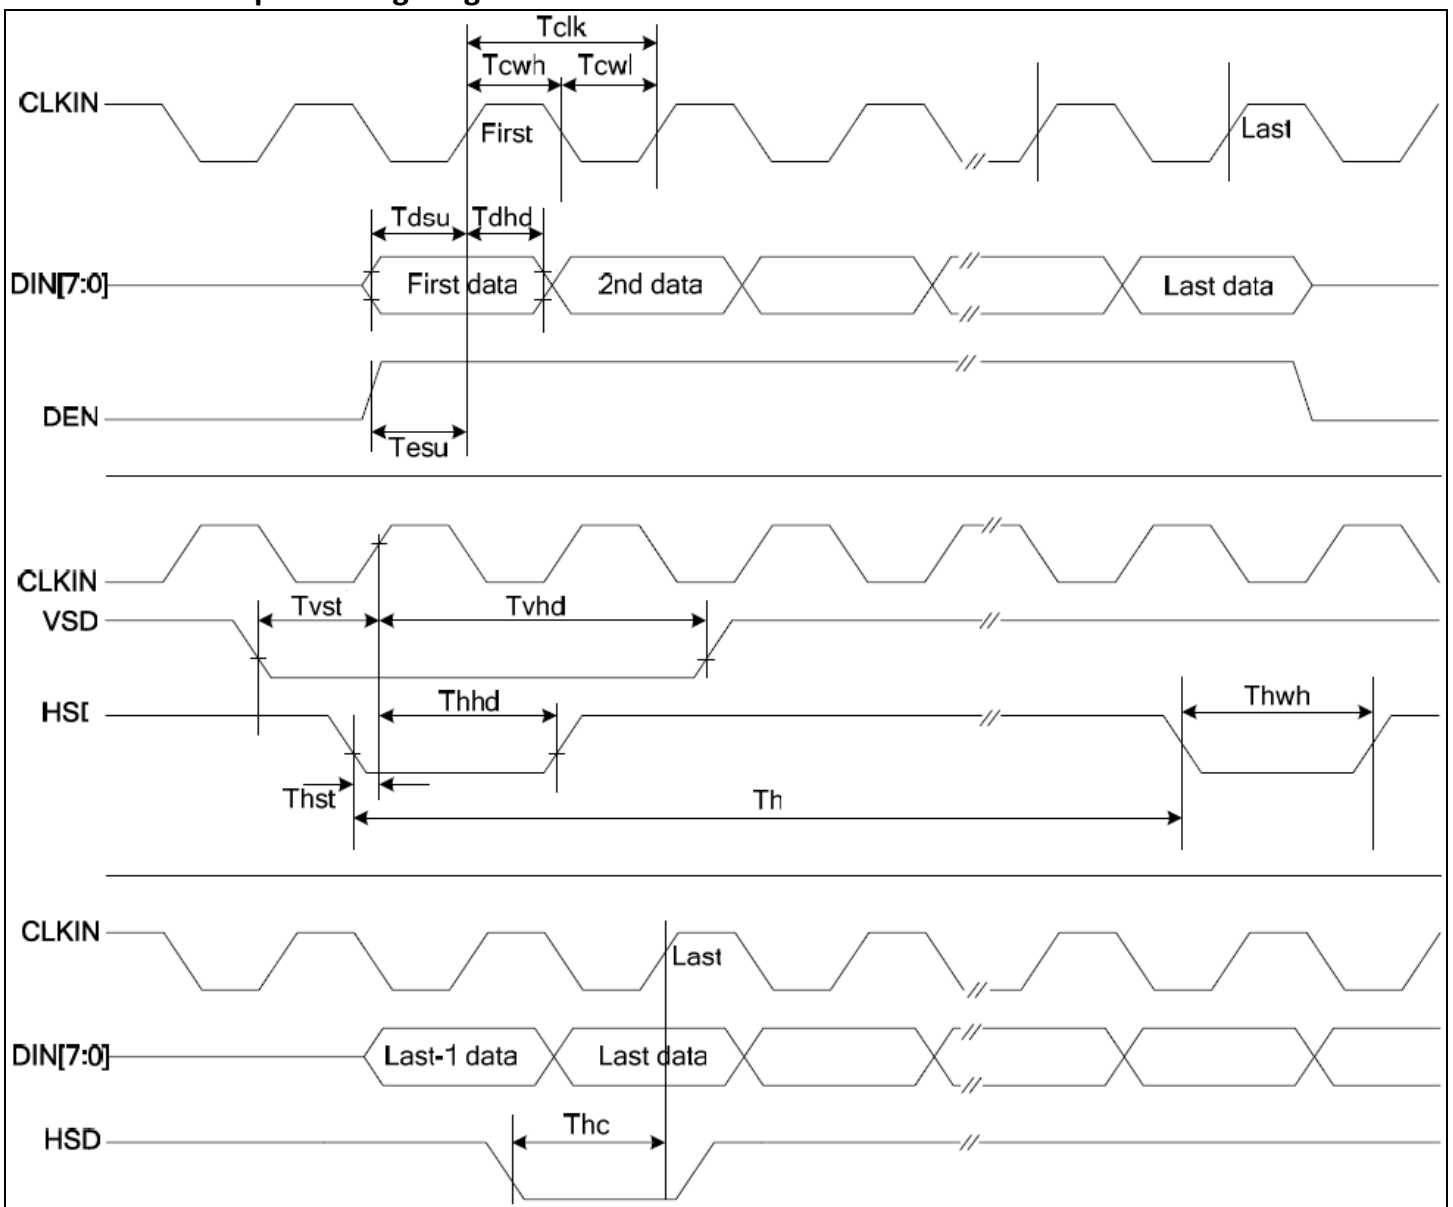 Tclk
Tcwh Tcwl
CLKIN
First
Last
Tdsu Tdhd
DIN[7:0]
First data
2nd data
Last data
DEN
Tesu
CLKIN
Tvst
Tvhd
VSD
Thhd
Thwh
Thst
Th
CLKIN
Last
DIN[7:0]
Last-1 data
Last data
Thc
HSD